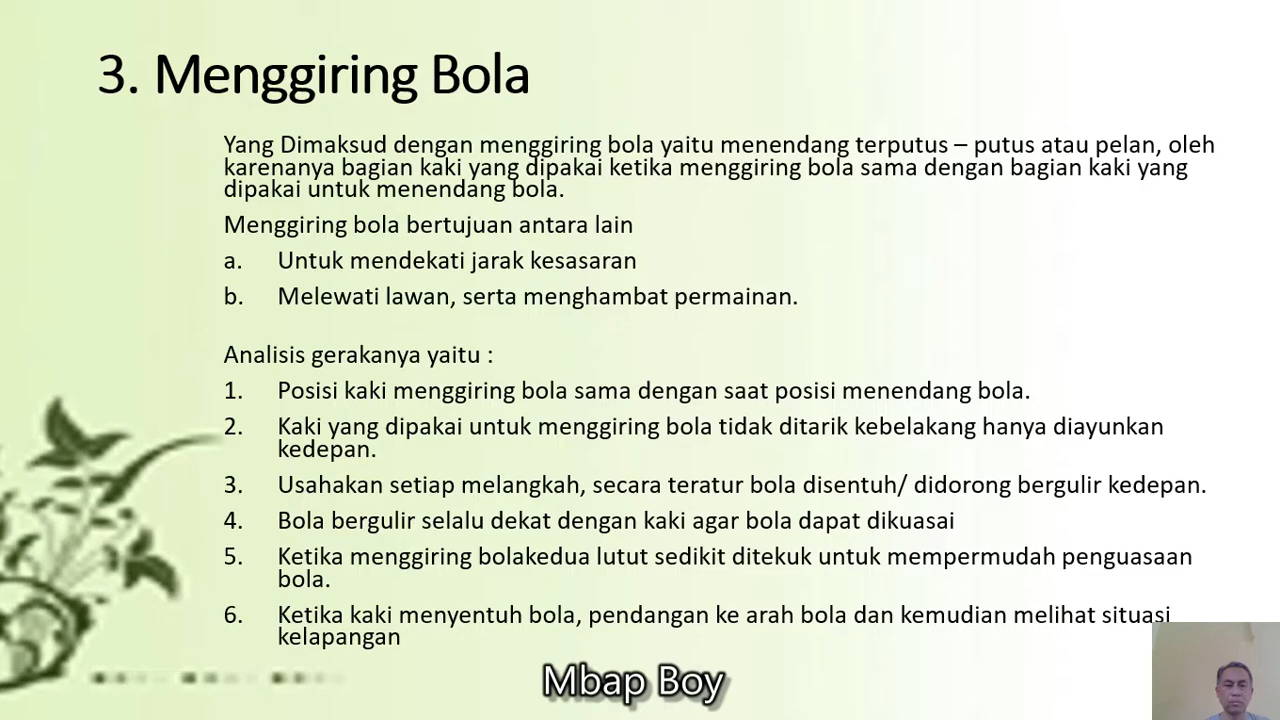 3. Menggiring Bola
Yang Dimaksud dengan menggiring bola yaitu menendang terputus – putus atau pelan, oleh
karenanya bagian kaki yang dipakai ketika menggiring bola sama dengan bagian kaki yang
dipakai untuk menendang bola.
Menggiring bola bertujuan antara lain
a. Untuk mendekati jarak kesasaran
b. Melewati lawan, serta menghambat permainan.
Analisis gerakanya yaitu :
1. Posisi kaki menggiring bola sama dengan saat posisi menendang bola.
2. Kaki yang dipakai untuk menggiring bola tidak ditarik kebelakang hanya diayunkan
kedepan.
3. Usahakan setiap melangkah, secara teratur bola disentuh/ didorong bergulir kedepan.
4. Bola bergulir selalu dekat dengan kaki agar bola dapat dikuasai
5. Ketika menggiring bolakedua lutut sedikit ditekuk untuk mempermudah penguasaan
bola.
6. Ketika kaki menyentuh bola, pendangan ke arah bola dan kemudian melihat situasi
kelapangan
Mbap Boy